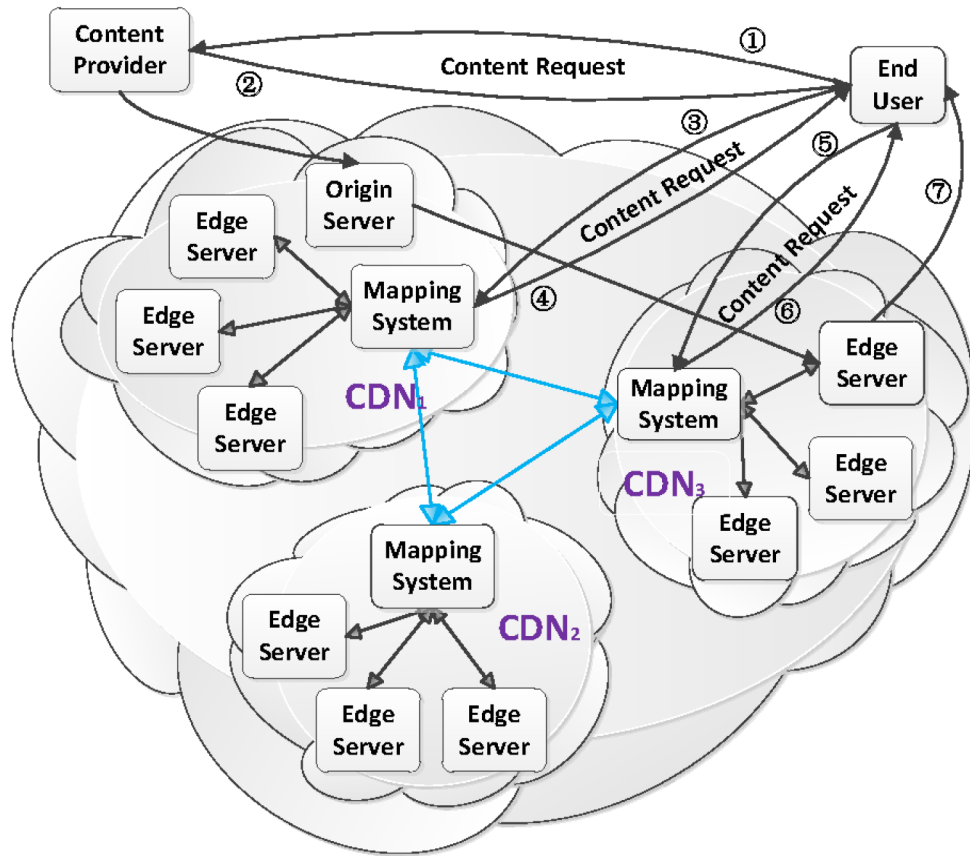 Content
Provider
①
Content Request
②
End
User
③
Content Request
⑤
⑦
Origin
Server
Edge
Server
Content Request
Mapping
System
④
⑥
Edge
Server
Edge
Server
Edge
Server
CDN₁
Mapping
System
Edge
Server
CDN₃
Edge
Server
Mapping
System
Edge
Server
CDN₂
Edge
Server
Edge
Server
Edge
Server